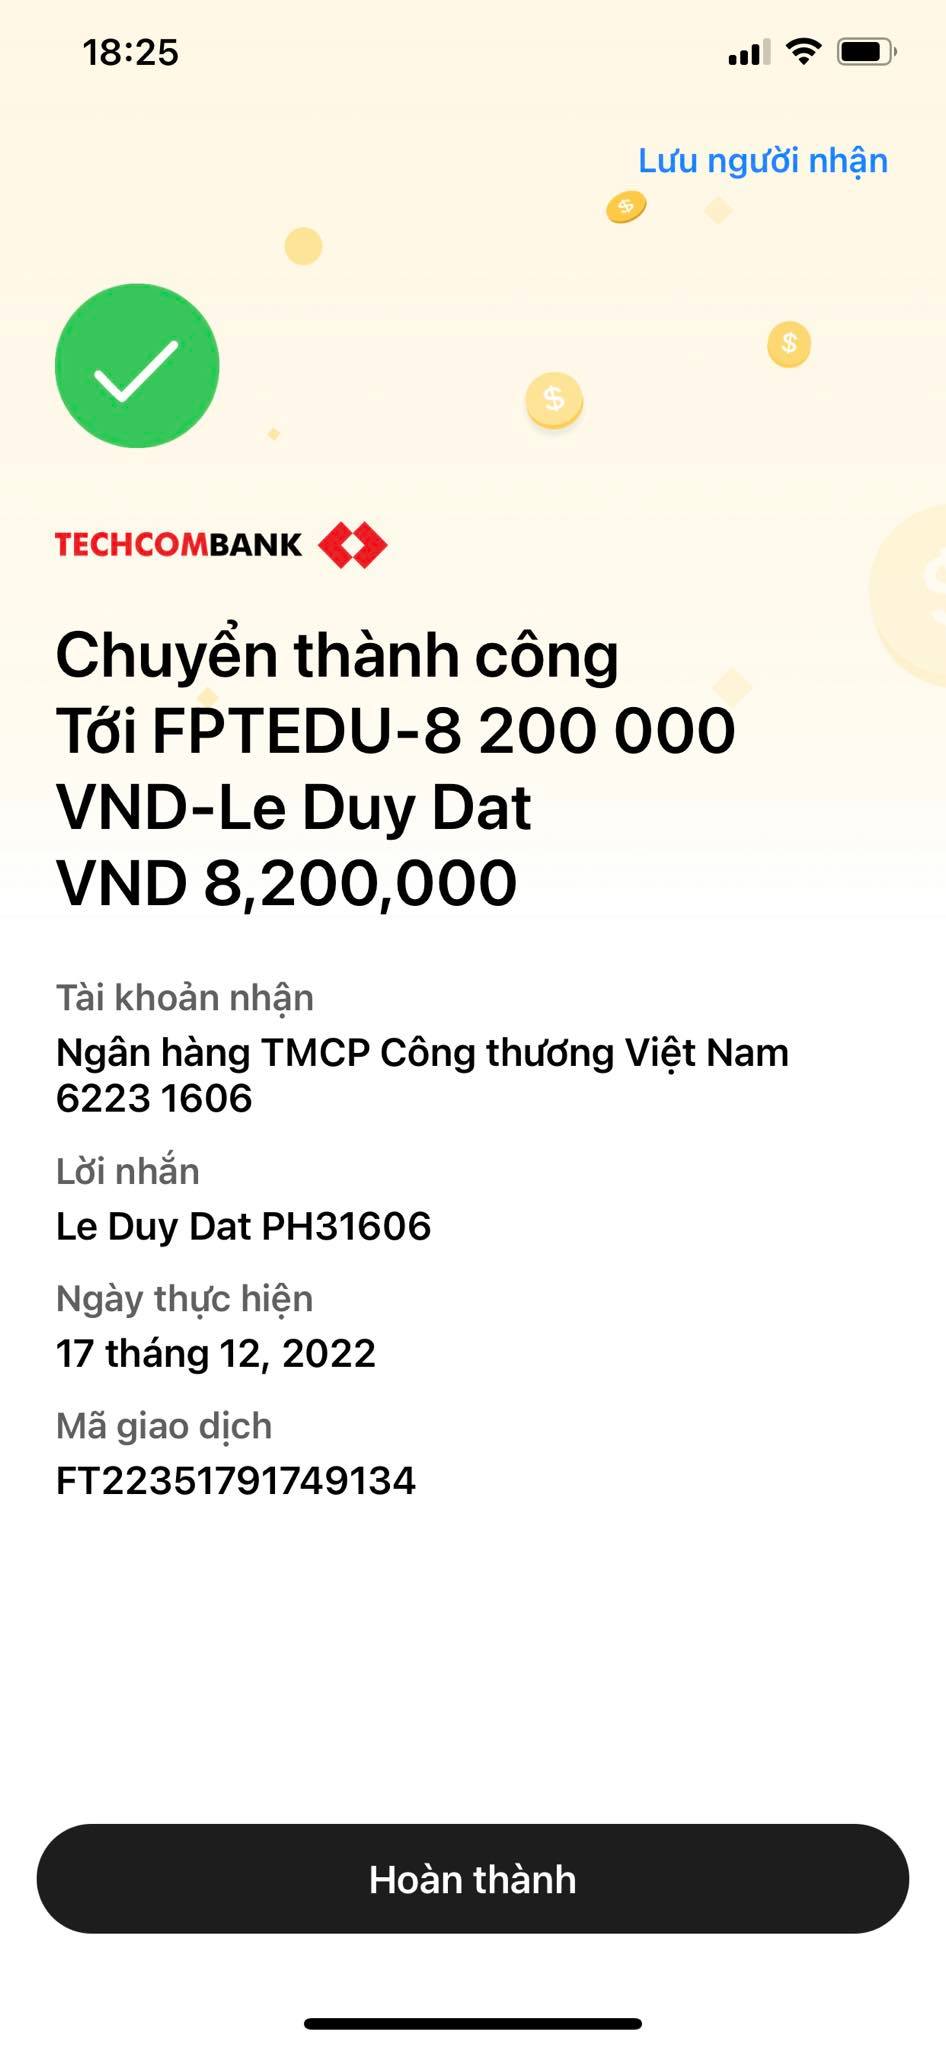 18:25
Lưu người nhận
TECHCOMBANK
Chuyển thành công
Tới FPTEDU-8 200 000
VND-Le Duy Dat
VND 8,200,000
Tài khoản nhận
Ngân hàng TMCP Công thương Việt Nam
6223 1606
Lời nhắn
Le Duy Dat PH31606
Ngày thực hiện
17 tháng 12, 2022
Mã giao dịch
FT22351791749134
Hoàn thành